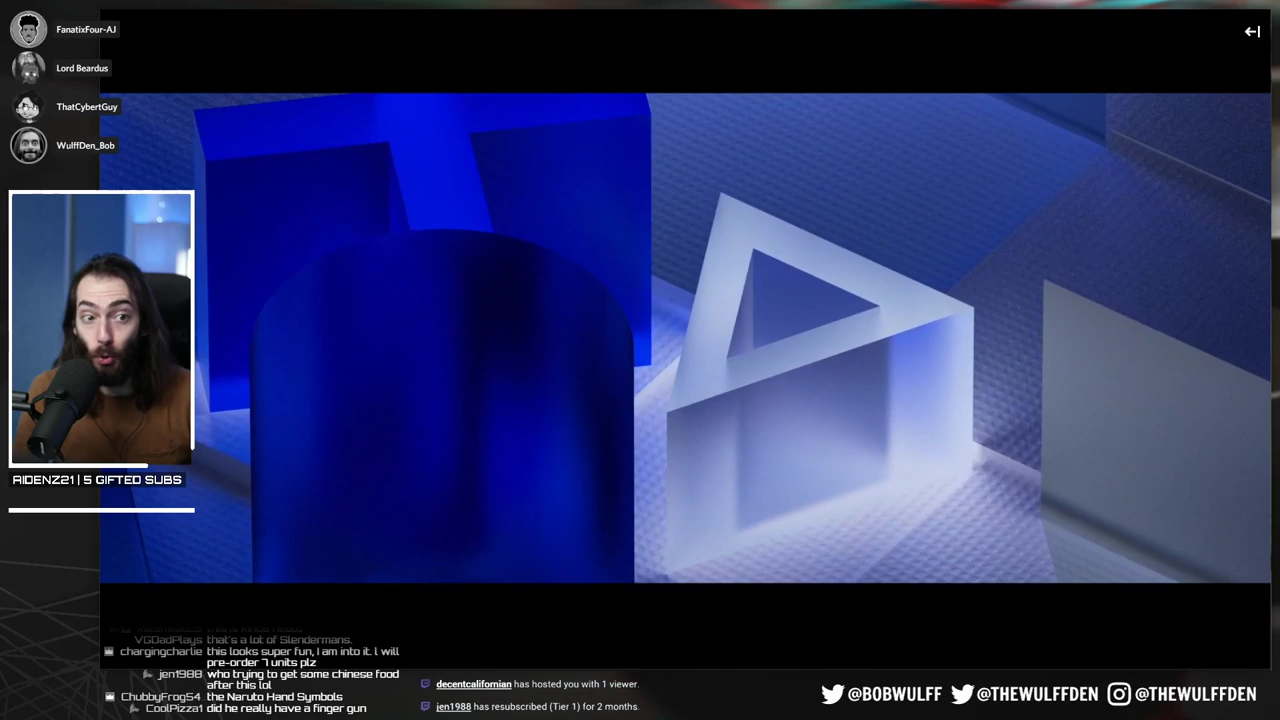 FanatixFour-AJ
Lord Beardus
ThatCybertGuy
WulffDen_Bob
AIDENZ21 | 5 GIFTED SUBS
VGDadPlays that's a lot of Slendermans.
chargingcharlie this looks super fun, i am into it. I will
pre-order 7 units plz
jen1988 who trying to get some chinese food
after this lol
ChubbyFrog54 the Naruto Hand Symbols
CoolPizza1 did he really have a finger gun
decentcalifornian has hosted you with 1 viewer.
jen1988 has resubscribed (Tier 1) for 2 months.
@BOBWULFF @THEWULFFDEN @THEWULFFDEN